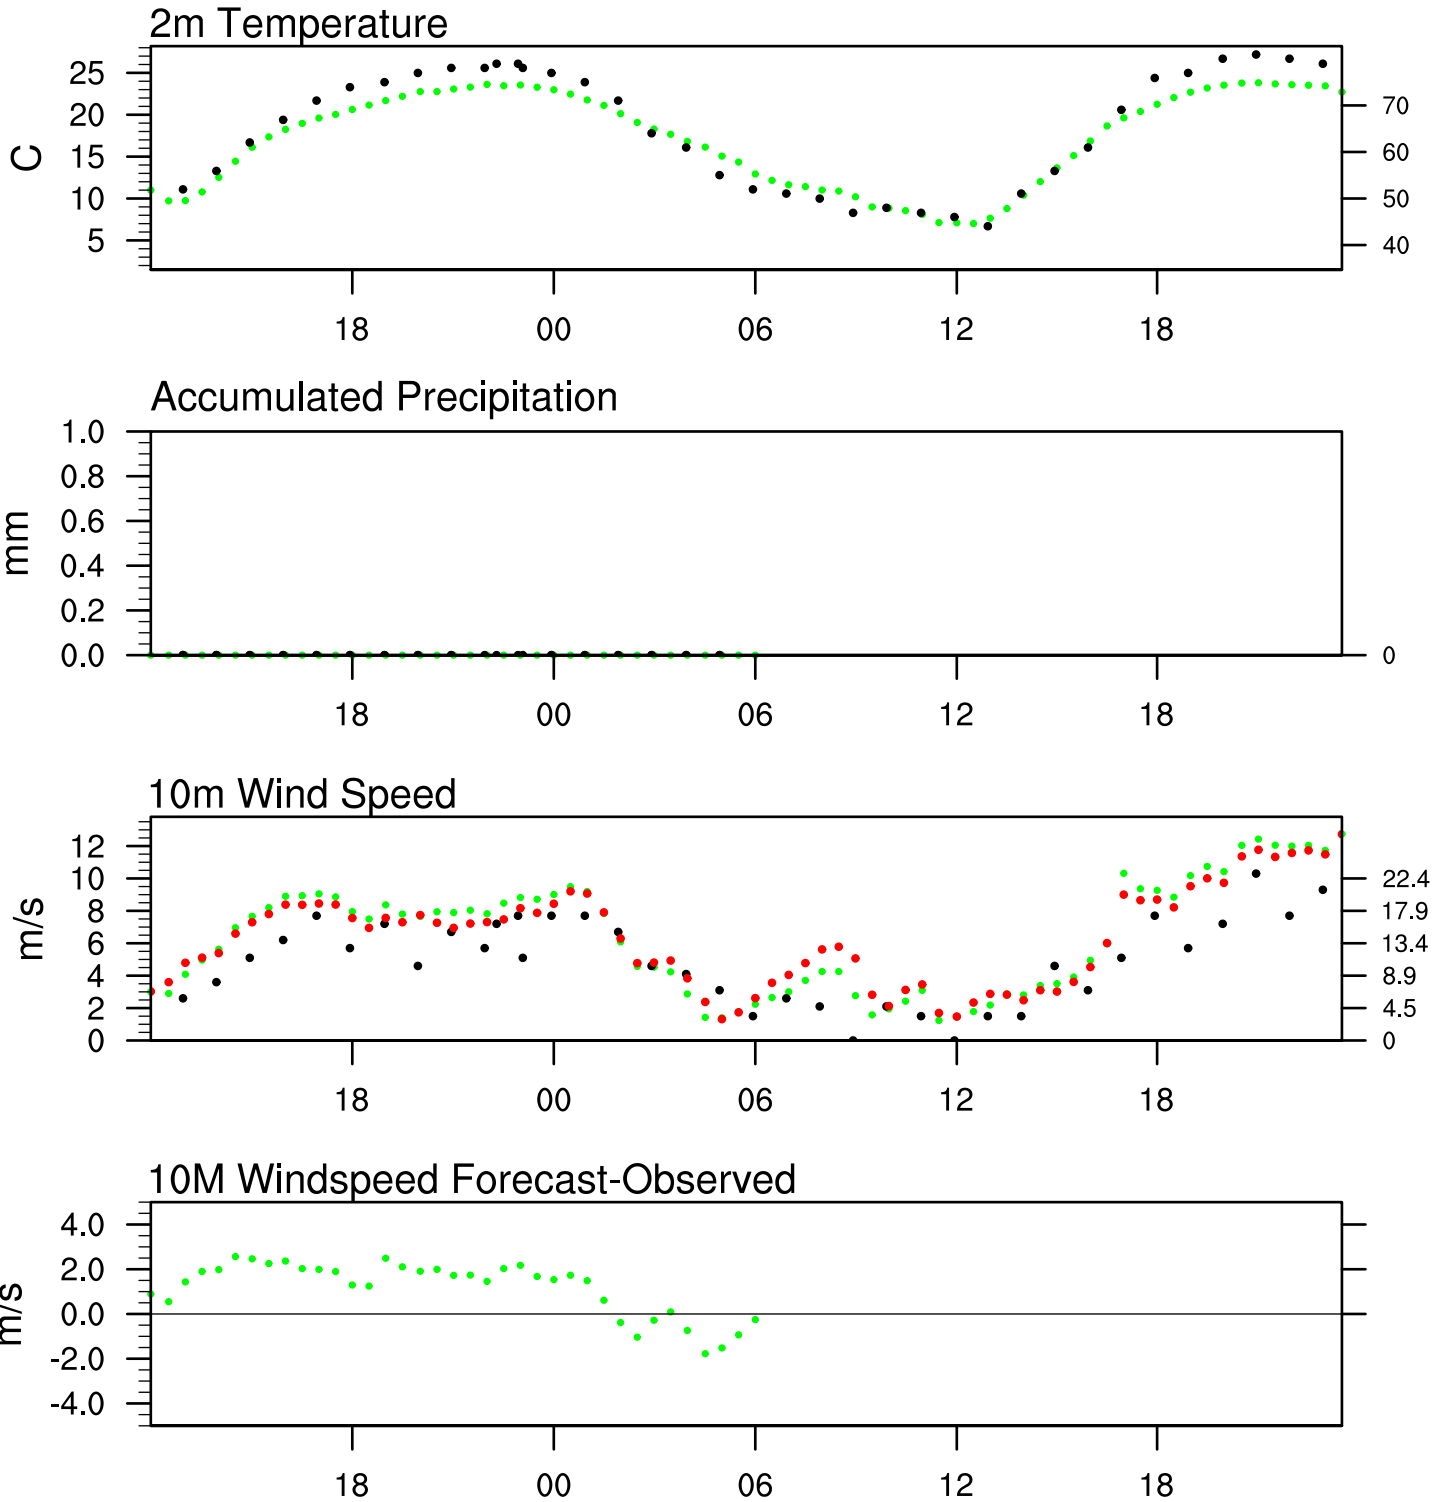 2m Temperature
25
20
15
10
5
C
70
60
50
40
18 00 06 12 18
Accumulated Precipitation
1.0
0.8
0.6
0.4
0.2
0.0
mm
0
18 00 06 12 18
10m Wind Speed
12
10
8
6
4
2
0
m/s
22.4
17.9
13.4
8.9
4.5
0
18 00 06 12 18
10M Windspeed Forecast-Observed
4.0
2.0
0.0
-2.0
-4.0
m/s
18 00 06 12 18